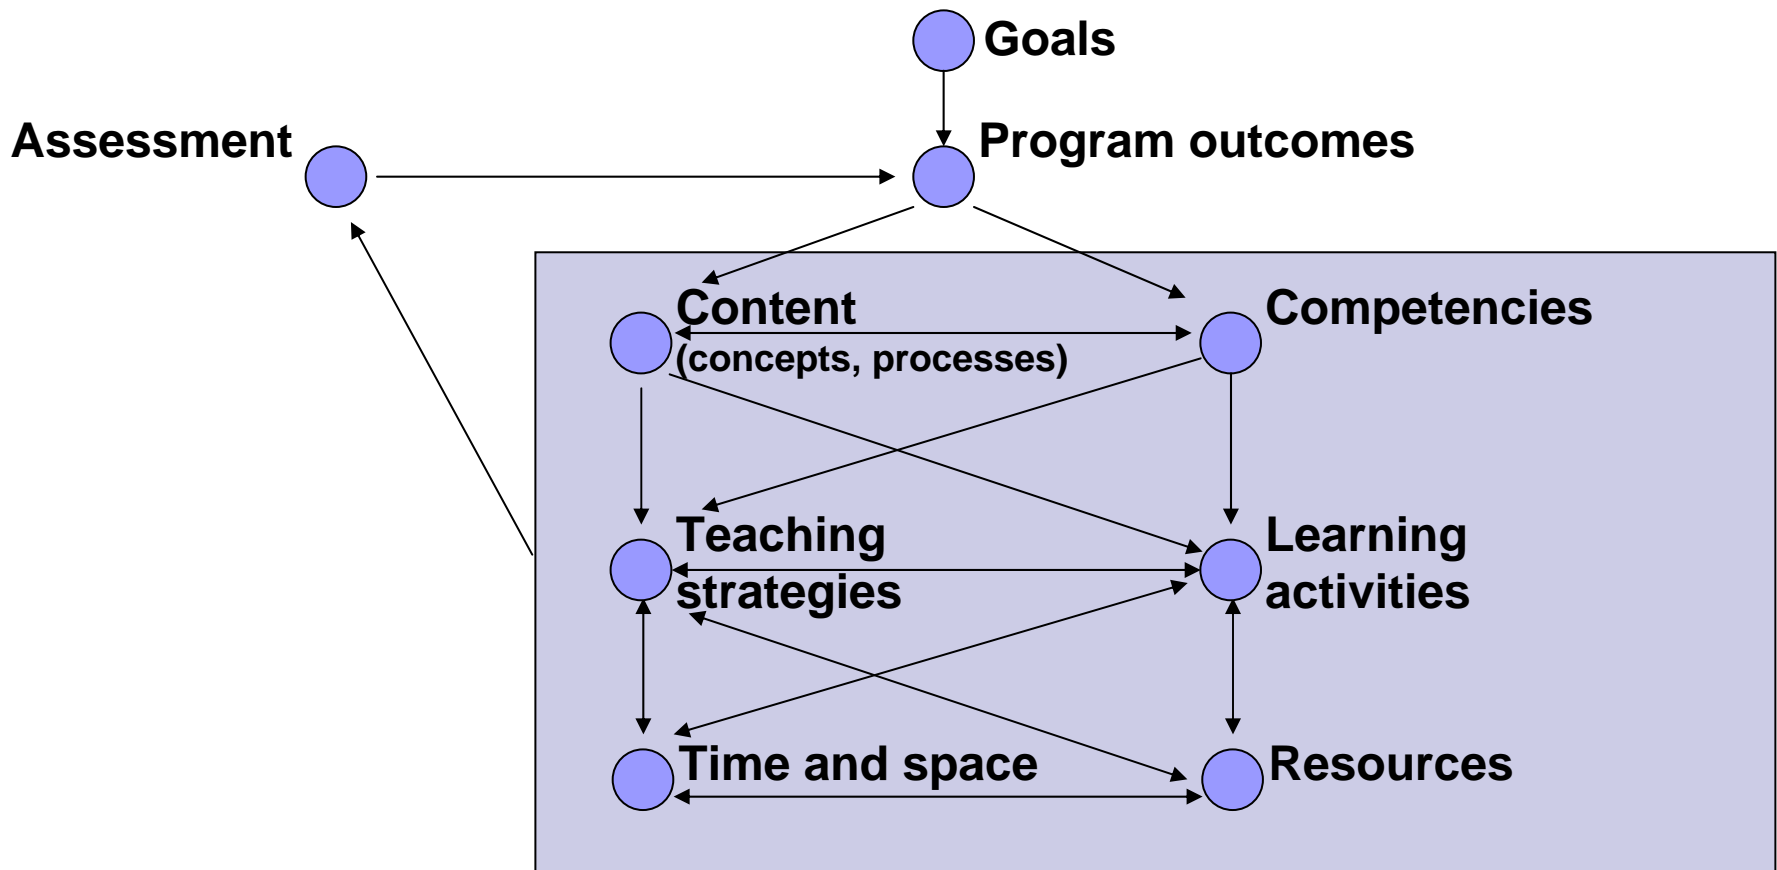 Goals
Assessment
Program outcomes
Content
(concepts, processes)
Competencies
Teaching
strategies
Learning
activities
Time and space
Resources